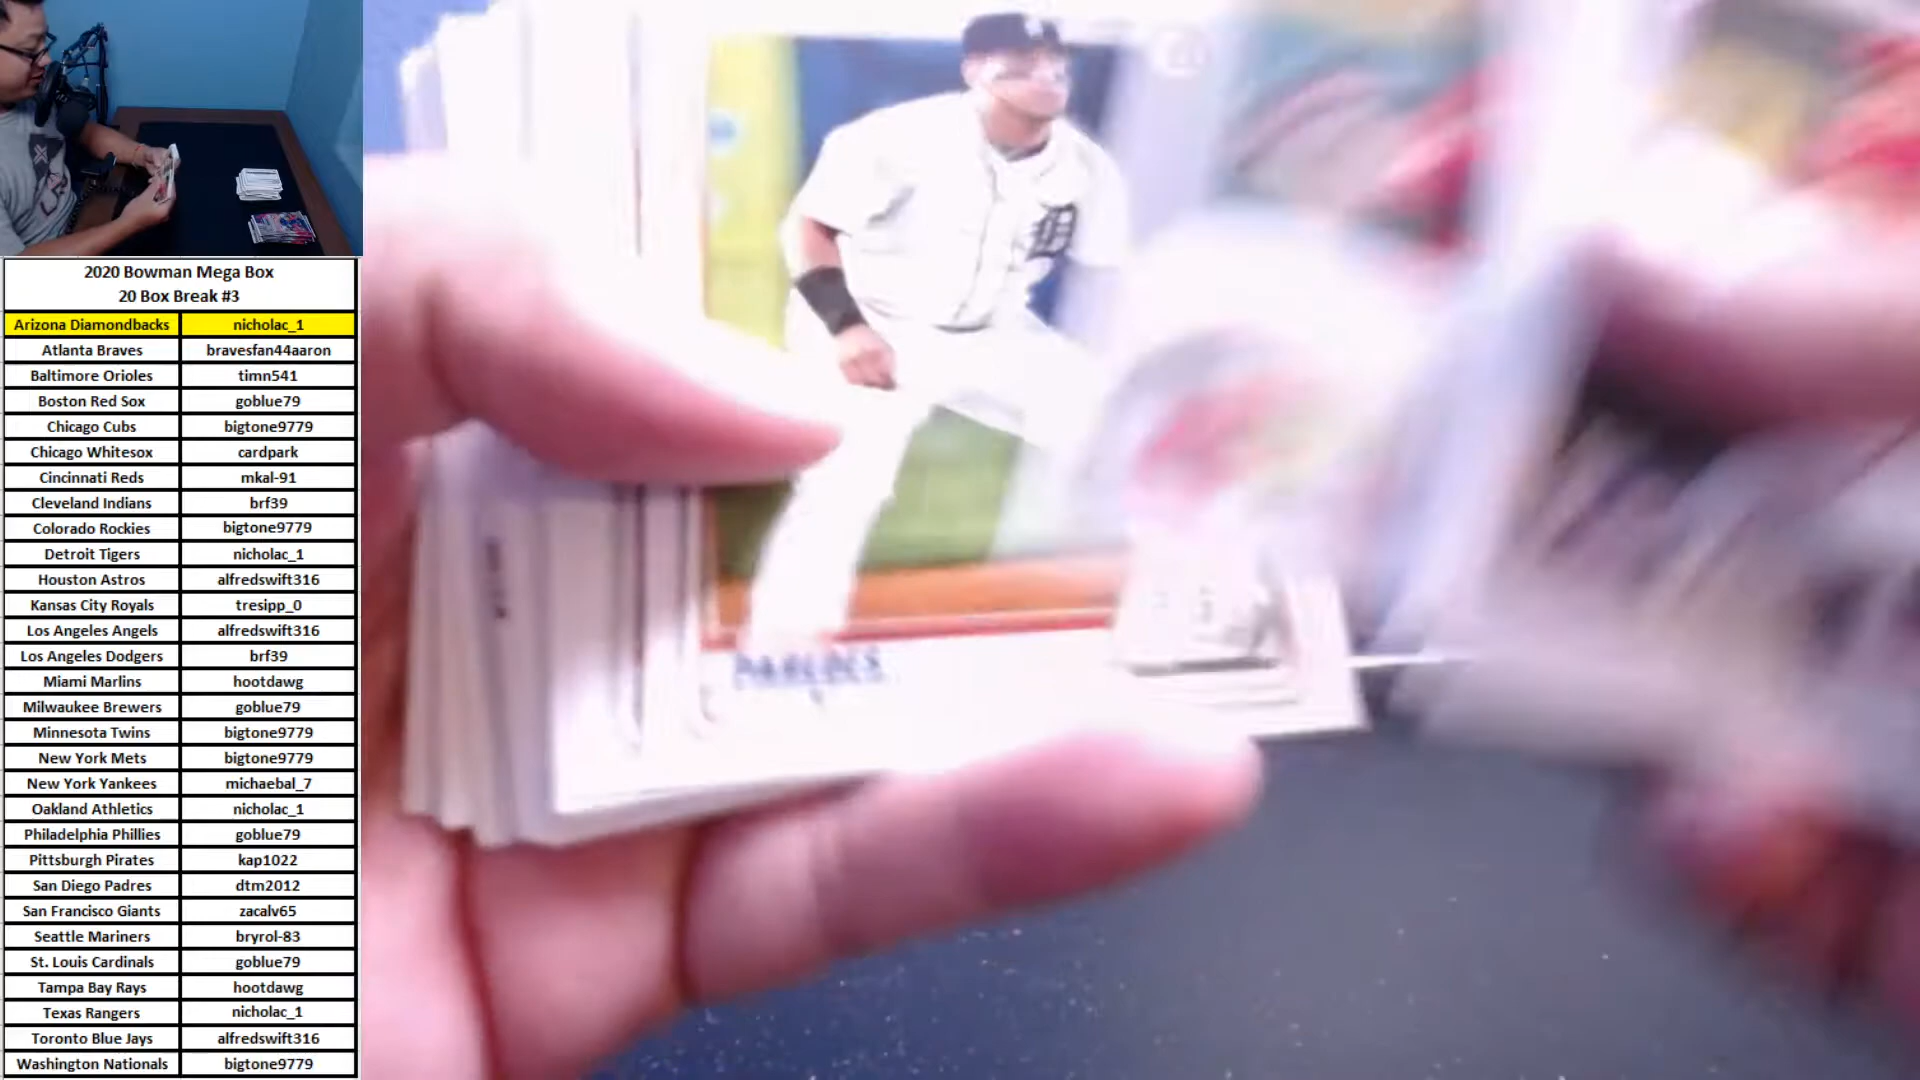 2020 Bowman Mega Box
20 Box Break #3
Arizona Diamondbacks nicholac_1
Atlanta Braves bravesfan44aaron
Baltimore Orioles timn541
Boston Red Sox goblue79
Chicago Cubs bigtone9779
Chicago Whitesox cardpark
Cincinnati Reds mkal-91
Cleveland Indians brf39
Colorado Rockies bigtone9779
Detroit Tigers nicholac_1
Houston Astros alfredswift316
Kansas City Royals tresipp_0
Los Angeles Angels alfredswift316
Los Angeles Dodgers brf39
Miami Marlins hootdawg
Milwaukee Brewers goblue79
Minnesota Twins bigtone9779
New York Mets bigtone9779
New York Yankees michaebal_7
Oakland Athletics nicholac_1
Philadelphia Phillies goblue79
Pittsburgh Pirates kap1022
San Diego Padres dtm2012
San Francisco Giants zacalv65
Seattle Mariners bryrol-83
St. Louis Cardinals goblue79
Tampa Bay Rays hootdawg
Texas Rangers nicholac_1
Toronto Blue Jays alfredswift316
Washington Nationals bigtone9779
D